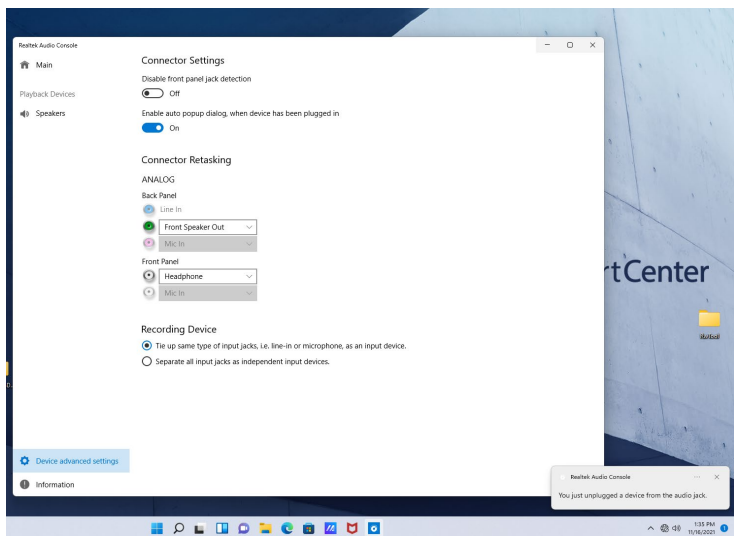 Realtek Audio Console
Main
Playback Devices
Speakers
Connector Settings
Disable front panel jack detection
Off
Enable auto popup dialog, when device has been plugged in
On
Connector Retasking
ANALOG
Back Panel
Line In
Front Speaker Out
Mic In
Front Panel
Headphone
Mic In
Recording Device
Tie up same type of input jacks, i.e. line-in or microphone, as an input device.
Separate all input jacks as independent input devices.
Device advanced settings
Information
rtCenter
Realtek Audio Console
You just unplugged a device from the audio jack.
1:35 PM
11/16/2021
1